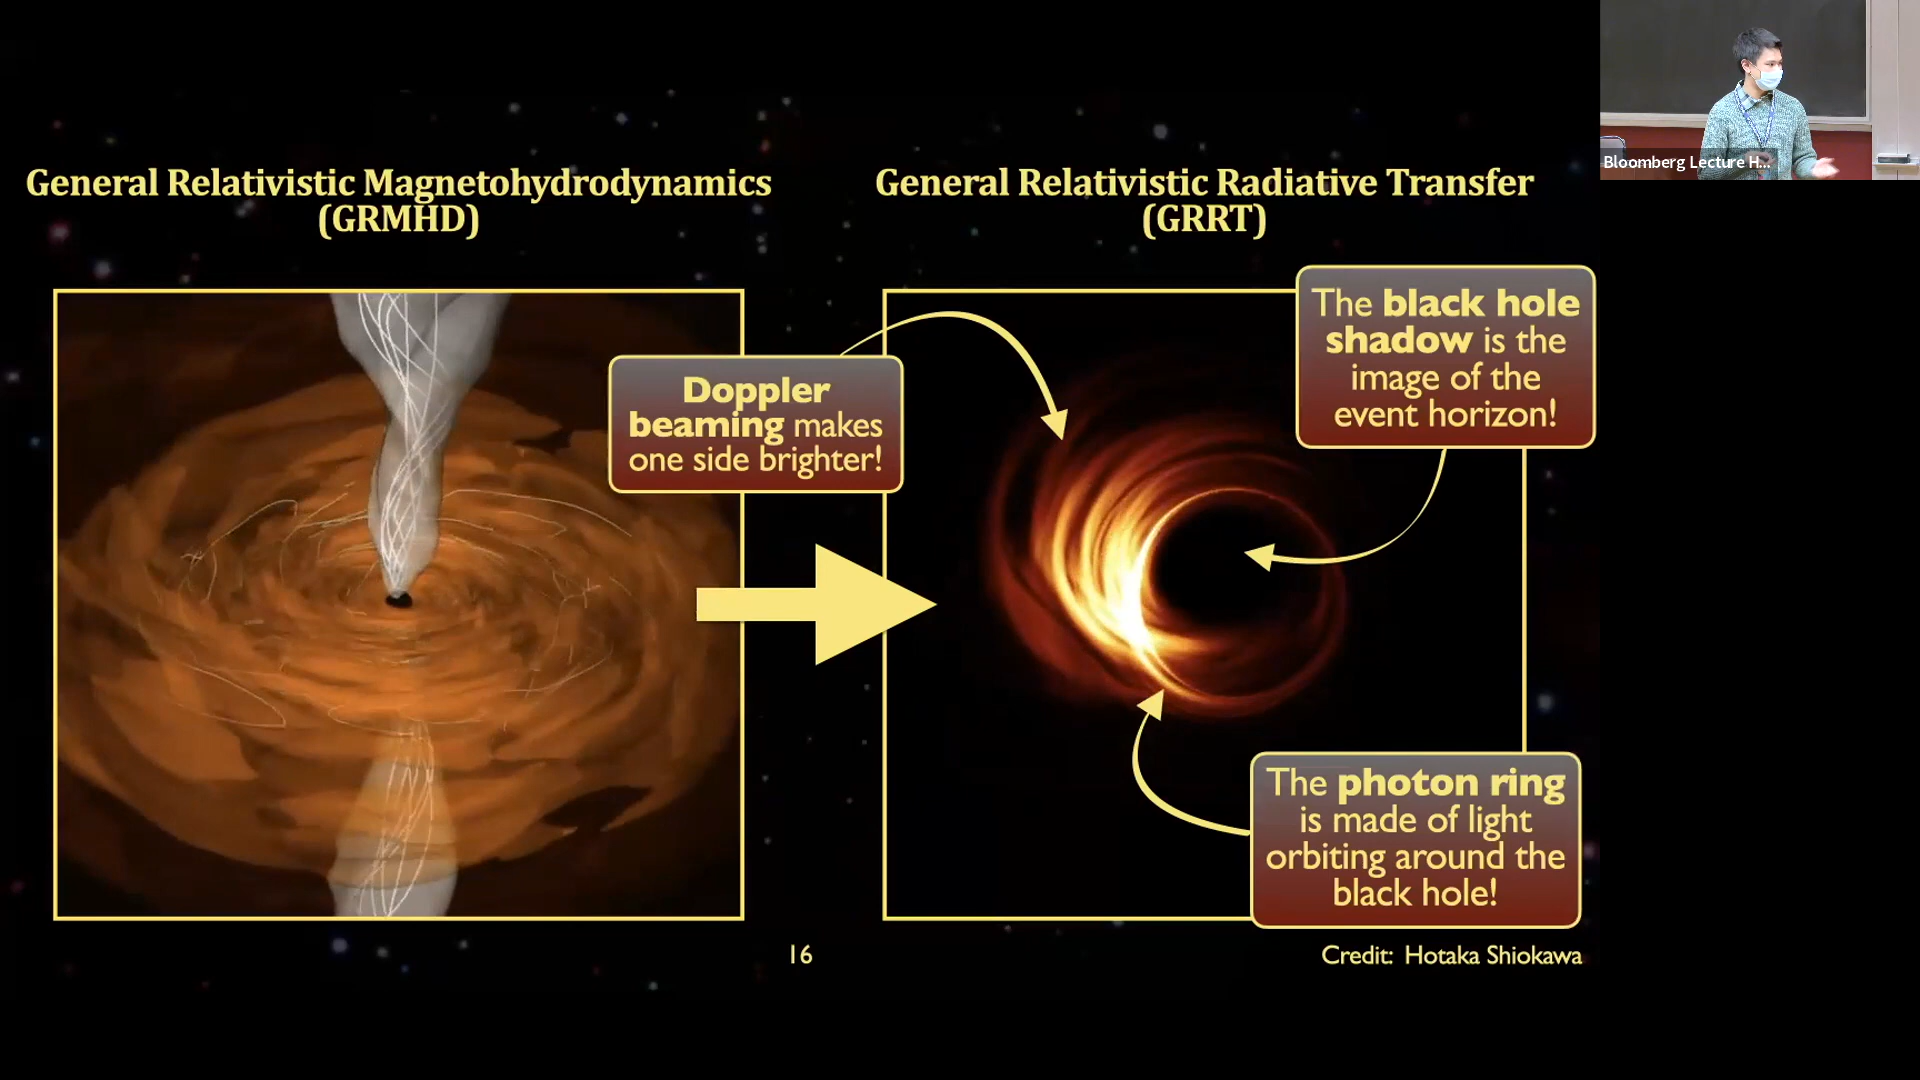 Bloomberg Lecture H...
General Relativistic Magnetohydrodynamics
(GRMHD)
General Relativistic Radiative Transfer
(GRRT)
Doppler
beaming makes
one side brighter!
The black hole
shadow is the
image of the
event horizon!
The photon ring
is made of light
orbiting around the
black hole!
16
Credit: Hotaka Shiokawa